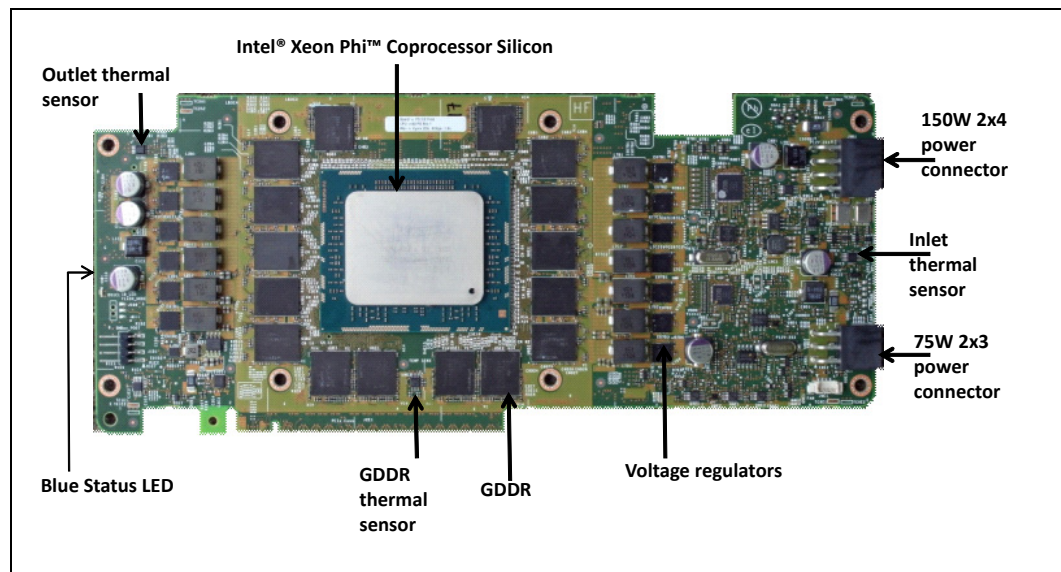 Intel® Xeon Phi™ Coprocessor Silicon
Outlet thermal
sensor
150W 2x4
power
connector
Inlet
thermal
sensor
75W 2x3
power
connector
Blue Status LED
GDDR
thermal
sensor
GDDR
Voltage regulators
HF